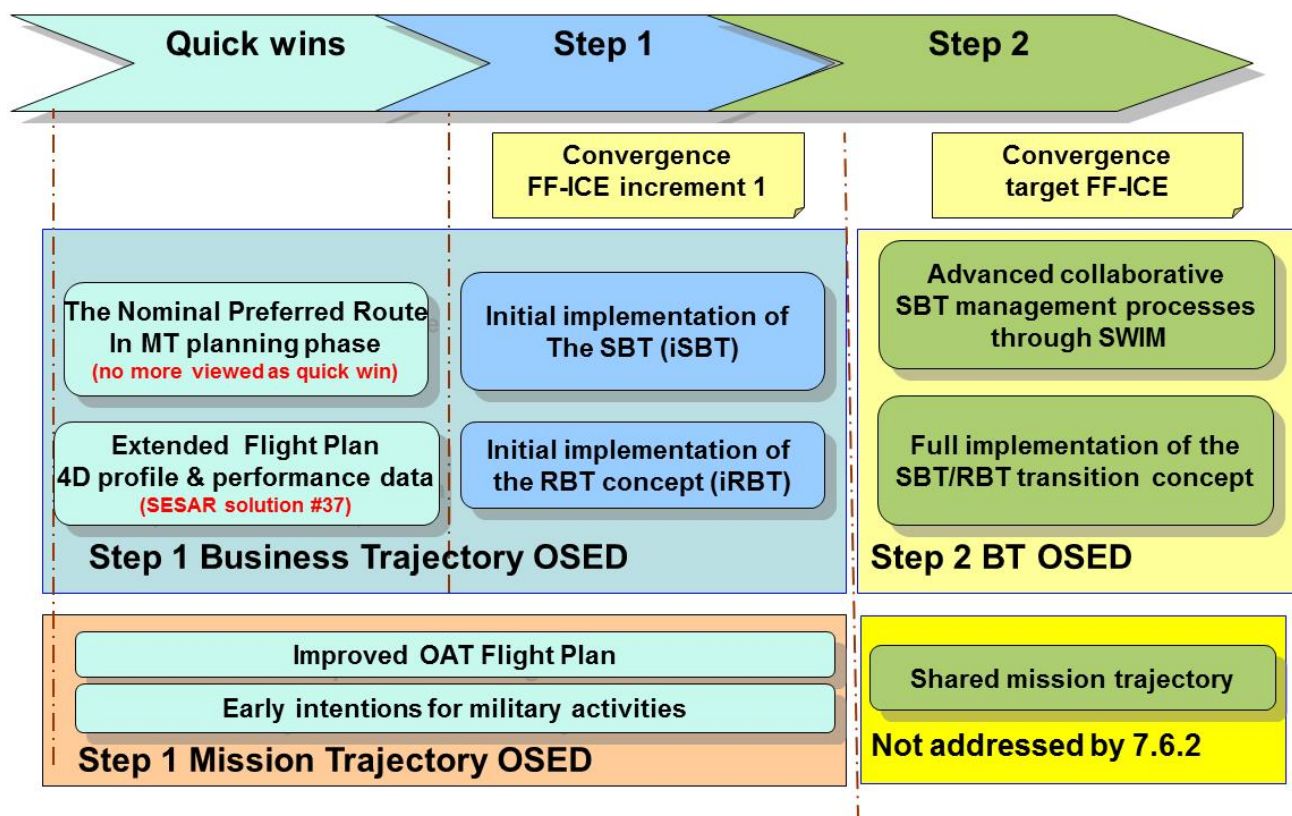 Quick wins
Step 1
Step 2
Convergence
FF-ICE increment 1
Convergence
target FF-ICE
The Nominal Preferred Route
In MT planning phase
(no more viewed as quick win)
Initial implementation of
The SBT (iSBT)
Advanced collaborative
SBT management processes
through SWIM
Extended Flight Plan
4D profile & performance data
(SESAR solution #37)
Initial implementation of
the RBT concept (iRBT)
Full implementation of the
SBT/RBT transition concept
Step 1 Business Trajectory OSED
Step 2 BT OSED
Improved OAT Flight Plan
Early intentions for military activities
Step 1 Mission Trajectory OSED
Shared mission trajectory
Not addressed by 7.6.2